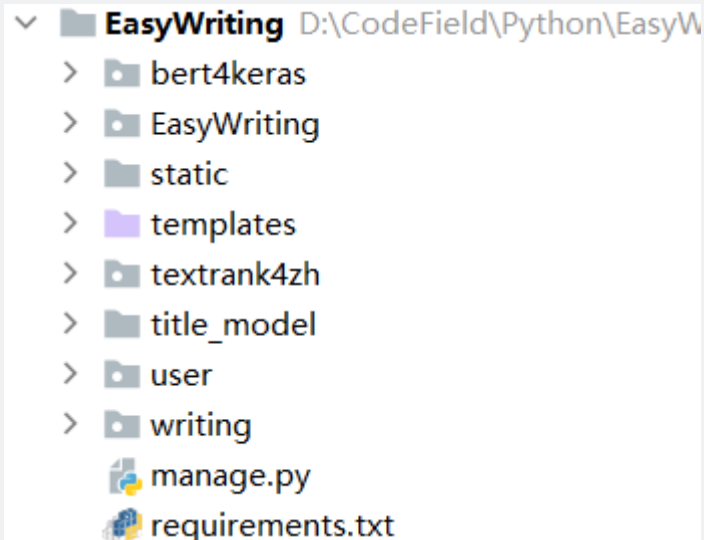 EasyWriting D:\CodeField\Python\EasyW
bert4keras
EasyWriting
static
templates
textrank4zh
title_model
user
writing
manage.py
requirements.txt